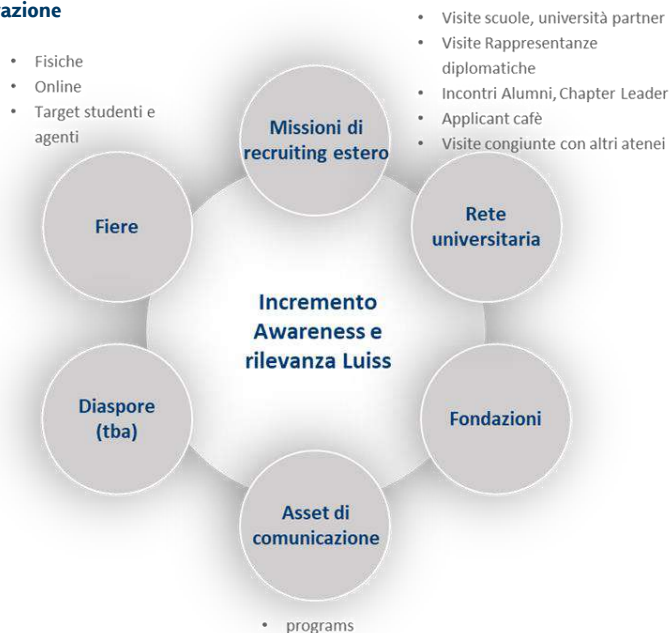 • Visite scuole, università partner
• Visite Rappresentanze
diplomatiche
• Incontri Alumni, Chapter Leader
• Applicant cafè
• Visite congiunte con altri atenei
• Fisiche
• Online
• Target studenti e
agenti
Missioni di
recruiting estero
Fiere
Rete
universitaria
Incremento
Awareness e
rilevanza Luiss
Diaspore
(tba)
Fondazioni
Asset di
comunicazione
• programs